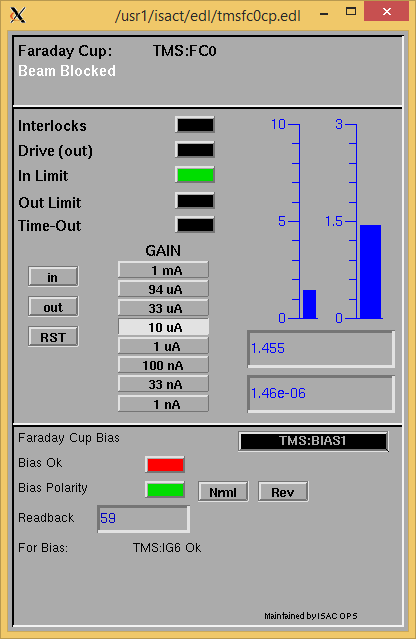 /usr1/isact/edl/tmsfc0cp.edl
Faraday Cup: TMS:FC0
Beam Blocked
Interlocks
Drive (out)
In Limit
Out Limit
Time-Out
10 3
5 1.5
0 0
GAIN
1 mA
94 uA
33 uA
10 uA
1 uA
100 nA
33 nA
1 nA
in
out
RST
1.455
1.46e-06
Faraday Cup Bias TMS:BIAS1
Bias Ok
Bias Polarity Nrml Rev
Readback 59
For Bias: TMS:IG6 Ok
Maintained by ISAC OPS